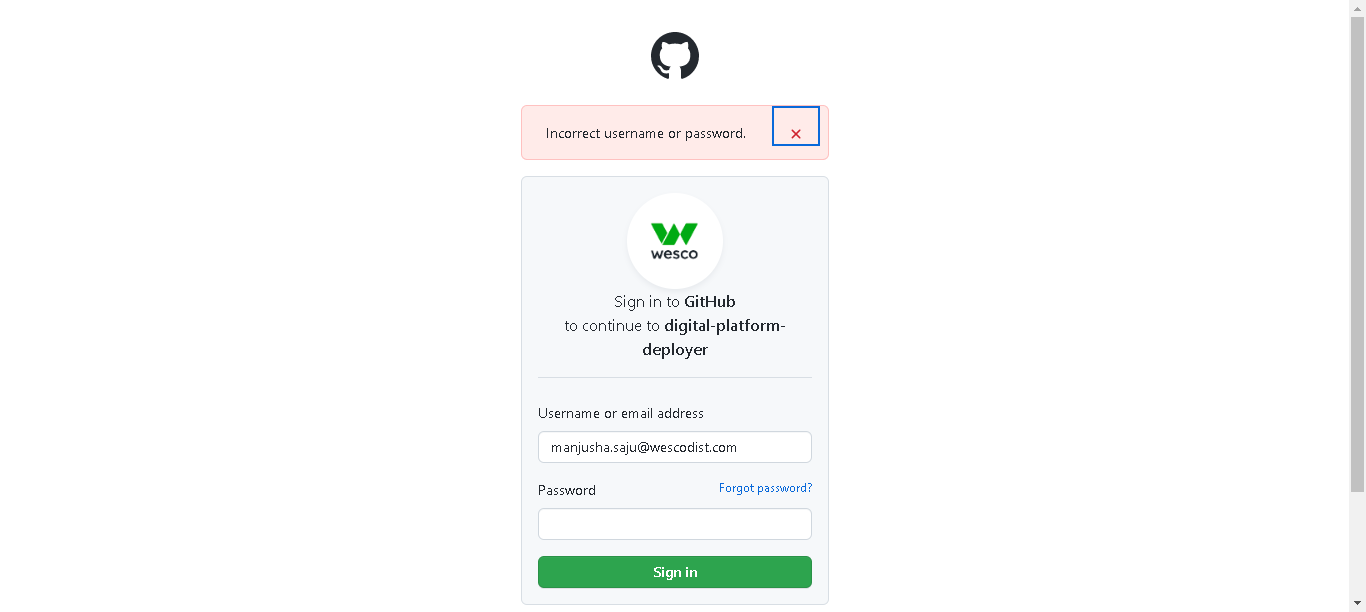 Incorrect username or password.
wesco
Sign in to GitHub
to continue to digital-platform-
deployer
Username or email address
manjusha.saju@wescodist.com
Password
Forgot password?
Sign in